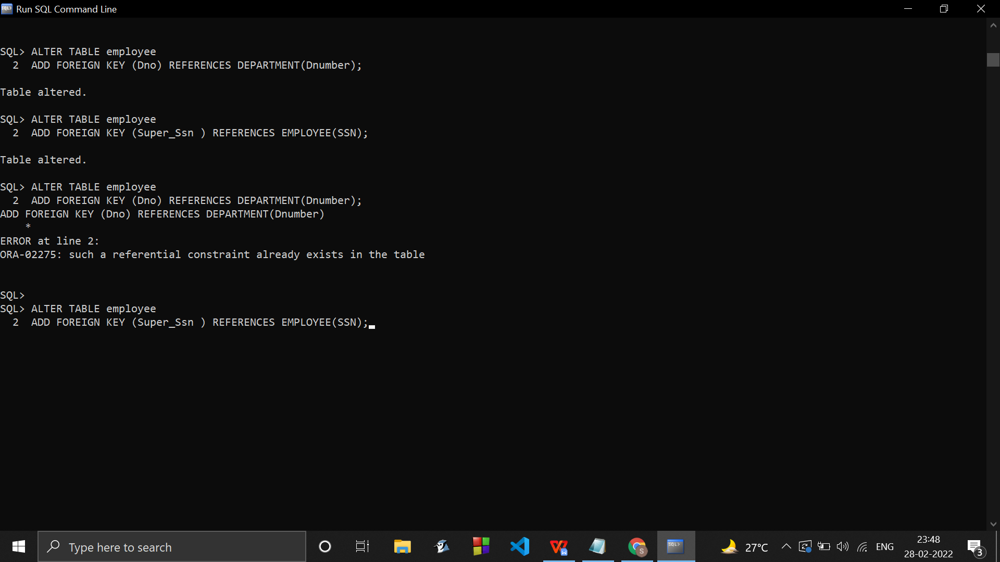 Run SQL Command Line
SQL> ALTER TABLE employee
  2  ADD FOREIGN KEY (Dno) REFERENCES DEPARTMENT(Dnumber);
Table altered.
SQL> ALTER TABLE employee
  2  ADD FOREIGN KEY (Super_Ssn ) REFERENCES EMPLOYEE(SSN);
Table altered.
SQL> ALTER TABLE employee
  2  ADD FOREIGN KEY (Dno) REFERENCES DEPARTMENT(Dnumber);
ADD FOREIGN KEY (Dno) REFERENCES DEPARTMENT(Dnumber)
    *
ERROR at line 2:
ORA-02275: such a referential constraint already exists in the table
SQL>
SQL> ALTER TABLE employee
  2  ADD FOREIGN KEY (Super_Ssn ) REFERENCES EMPLOYEE(SSN);
Type here to search
27°C
ENG
23:48
28-02-2022
3